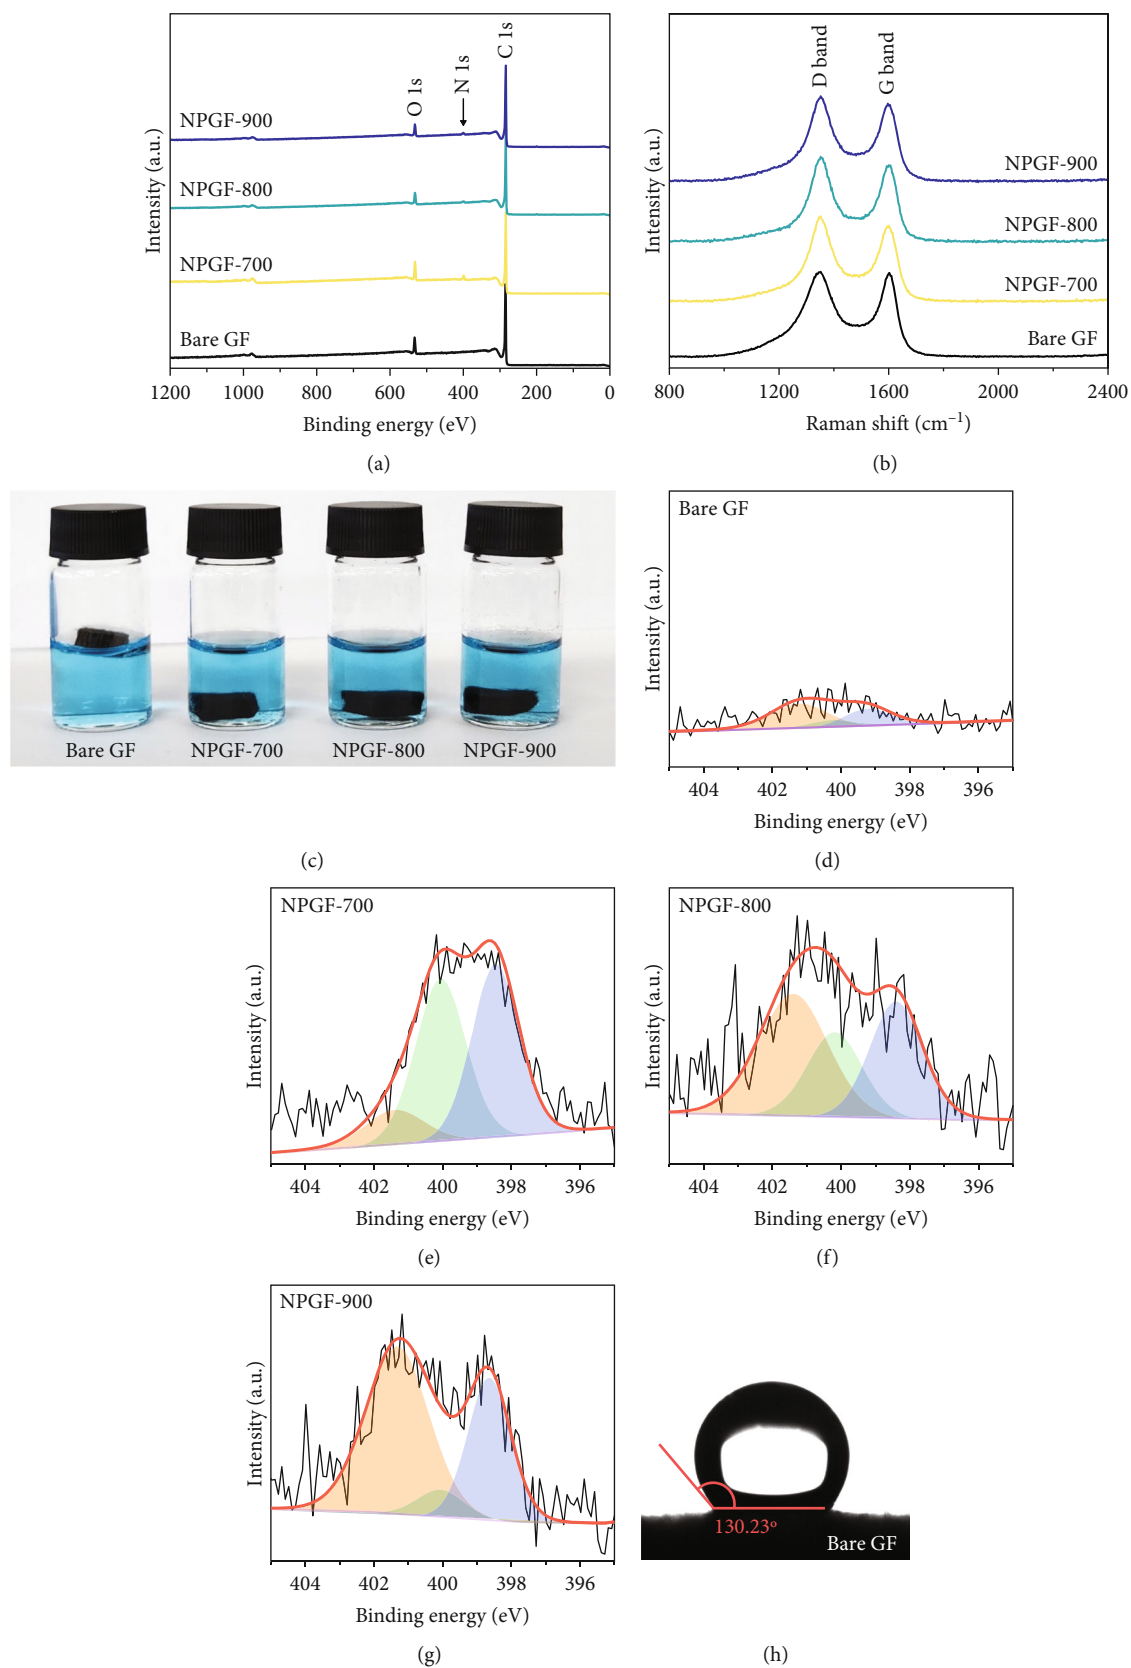 Intensity (a.u.)
O 1s
N 1s
C 1s
NPGF-900
NPGF-800
NPGF-700
Bare GF
1200 1000 800 600 400 200 0
Binding energy (eV)
(a)
Intensity (a.u.)
D band
G band
NPGF-900
NPGF-800
NPGF-700
Bare GF
800 1200 1600 2000 2400
Raman shift (cm⁻¹)
(b)
Bare GF NPGF-700 NPGF-800 NPGF-900
(c)
Bare GF
Intensity (a.u.)
404 402 400 398 396
Binding energy (eV)
(d)
NPGF-700
Intensity (a.u.)
404 402 400 398 396
Binding energy (eV)
(e)
NPGF-800
Intensity (a.u.)
404 402 400 398 396
Binding energy (eV)
(f)
NPGF-900
Intensity (a.u.)
404 402 400 398 396
Binding energy (eV)
(g)
130.23°
Bare GF
(h)